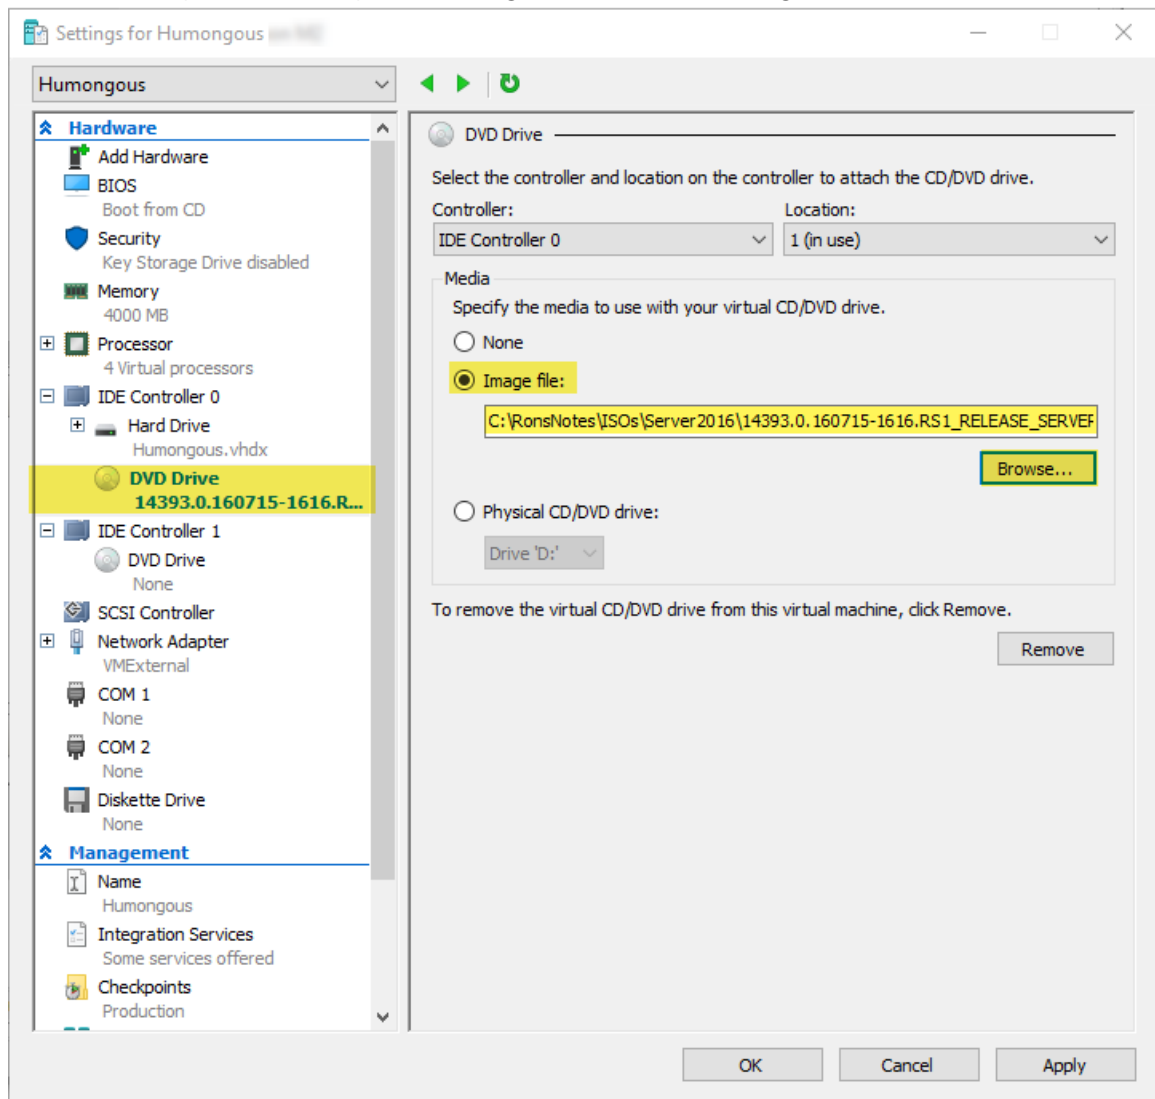 Settings for Humongous
Humongous
Hardware
Add Hardware
BIOS
Boot from CD
Security
Key Storage Drive disabled
Memory
4000 MB
Processor
4 Virtual processors
IDE Controller 0
Hard Drive
Humongous.vhdx
DVD Drive
14393.0.160715-1616.R...
IDE Controller 1
DVD Drive
None
SCSI Controller
Network Adapter
VMExternal
COM 1
None
COM 2
None
Diskette Drive
None
Management
Name
Humongous
Integration Services
Some services offered
Checkpoints
Production
DVD Drive
Select the controller and location on the controller to attach the CD/DVD drive.
Controller: Location:
IDE Controller 0 1 (in use)
Media
Specify the media to use with your virtual CD/DVD drive.
None
Image file:
C:\RonsNotes\ISOs\Server2016\14393.0.160715-1616.RS1_RELEASE_SERVER
Browse...
Physical CD/DVD drive:
Drive 'D:'
To remove the virtual CD/DVD drive from this virtual machine, click Remove.
Remove
OK Cancel Apply